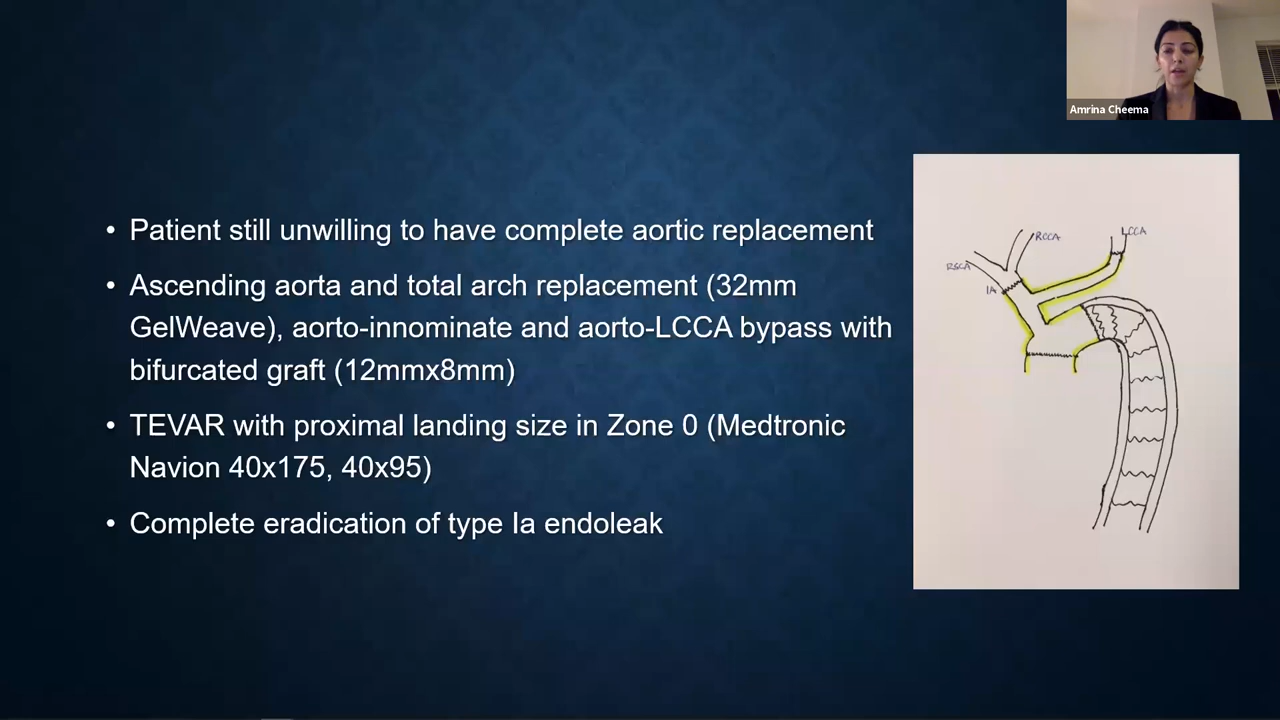 Amrina Cheema
• Patient still unwilling to have complete aortic replacement
• Ascending aorta and total arch replacement (32mm
GelWeave), aorto-innominate and aorto-LCCA bypass with
bifurcated graft (12mmx8mm)
• TEVAR with proximal landing size in Zone 0 (Medtronic
Navion 40x175, 40x95)
• Complete eradication of type Ia endoleak
LCCA
RCCA
RSCA
IA